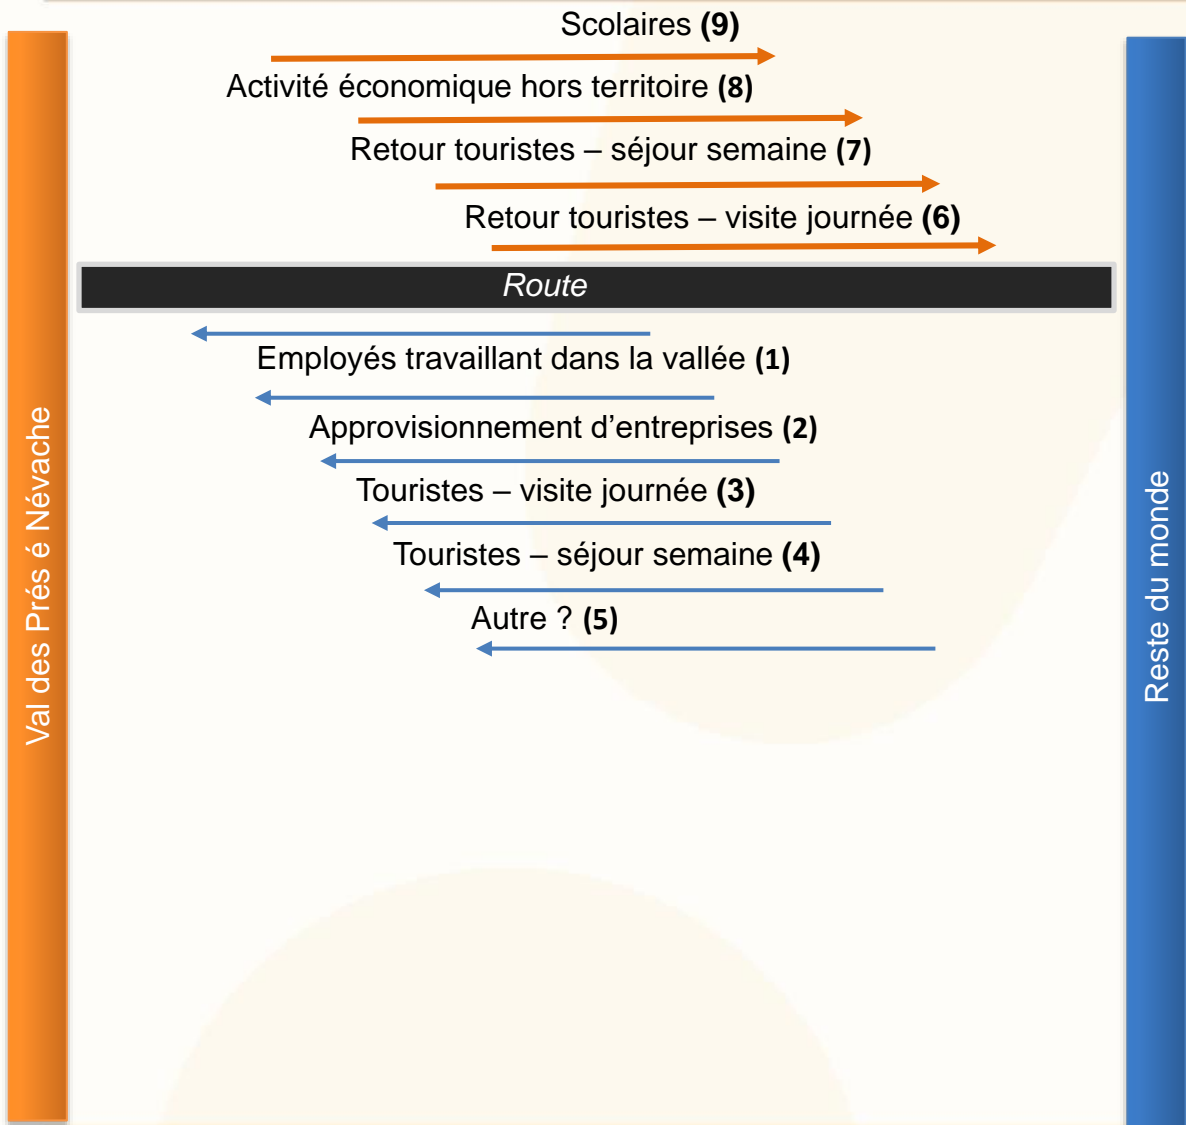 Scolaires (9)
Activité économique hors territoire (8)
Retour touristes – séjour semaine (7)
Retour touristes – visite journée (6)
Route
Employés travaillant dans la vallée (1)
Approvisionnement d’entreprises (2)
Touristes – visite journée (3)
Touristes – séjour semaine (4)
Autre ? (5)
Val des Prés é Névache
Reste du monde